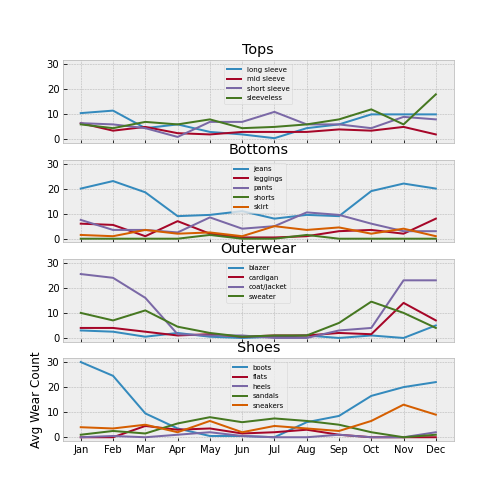 Tops
30
20
10
0
long sleeve
mid sleeve
short sleeve
sleeveless
Bottoms
30
20
10
0
jeans
leggings
pants
shorts
skirt
Outerwear
30
20
10
0
blazer
cardigan
coat/jacket
sweater
Shoes
30
20
10
0
boots
flats
heels
sandals
sneakers
Avg Wear Count
Jan Feb Mar Apr May Jun Jul Aug Sep Oct Nov Dec